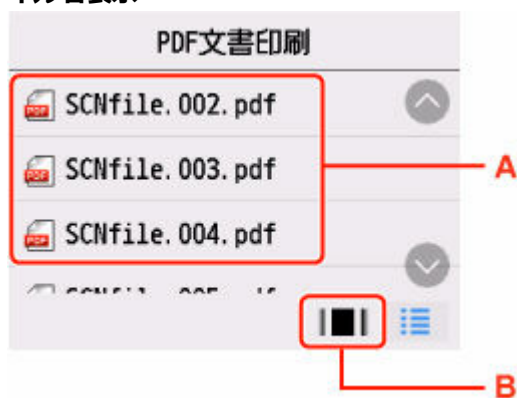 PDF文書印刷
SCNfile.002.pdf
SCNfile.003.pdf
A
SCNfile.004.pdf
B